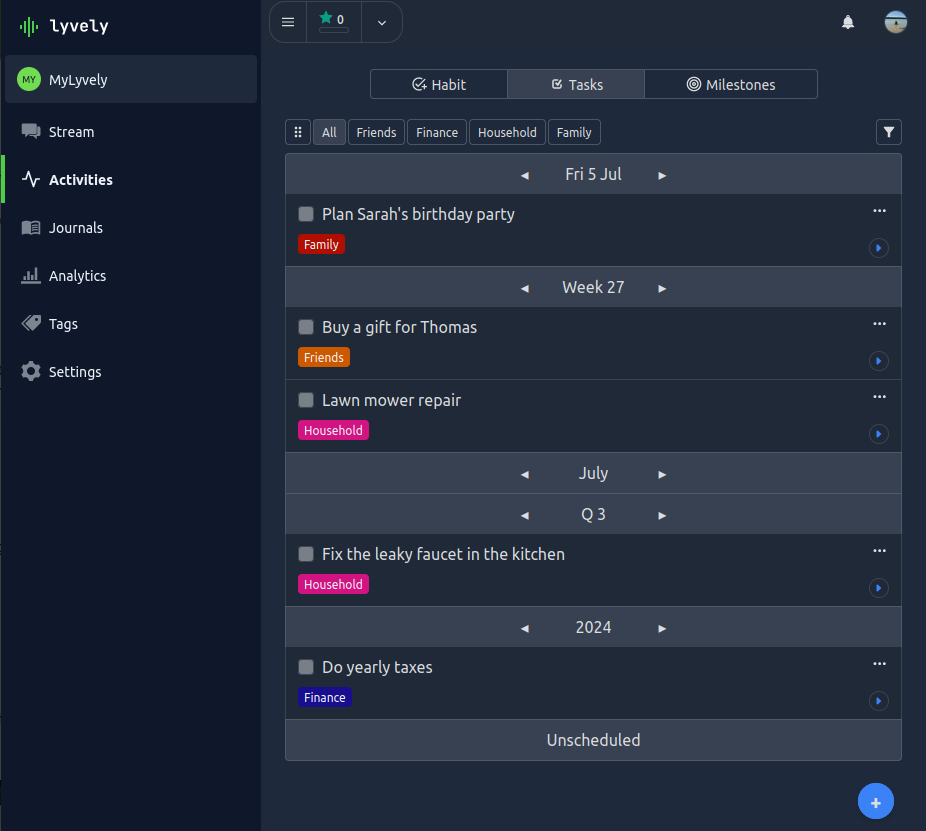 lyvely
0
MY MyLyvely
Stream
Activities
Journals
Analytics
Tags
Settings
Habit Tasks Milestones
All Friends Finance Household Family
Fri 5 Jul
Plan Sarah's birthday party
Family
Week 27
Buy a gift for Thomas
Friends
Lawn mower repair
Household
July
Q 3
Fix the leaky faucet in the kitchen
Household
2024
Do yearly taxes
Finance
Unscheduled
+